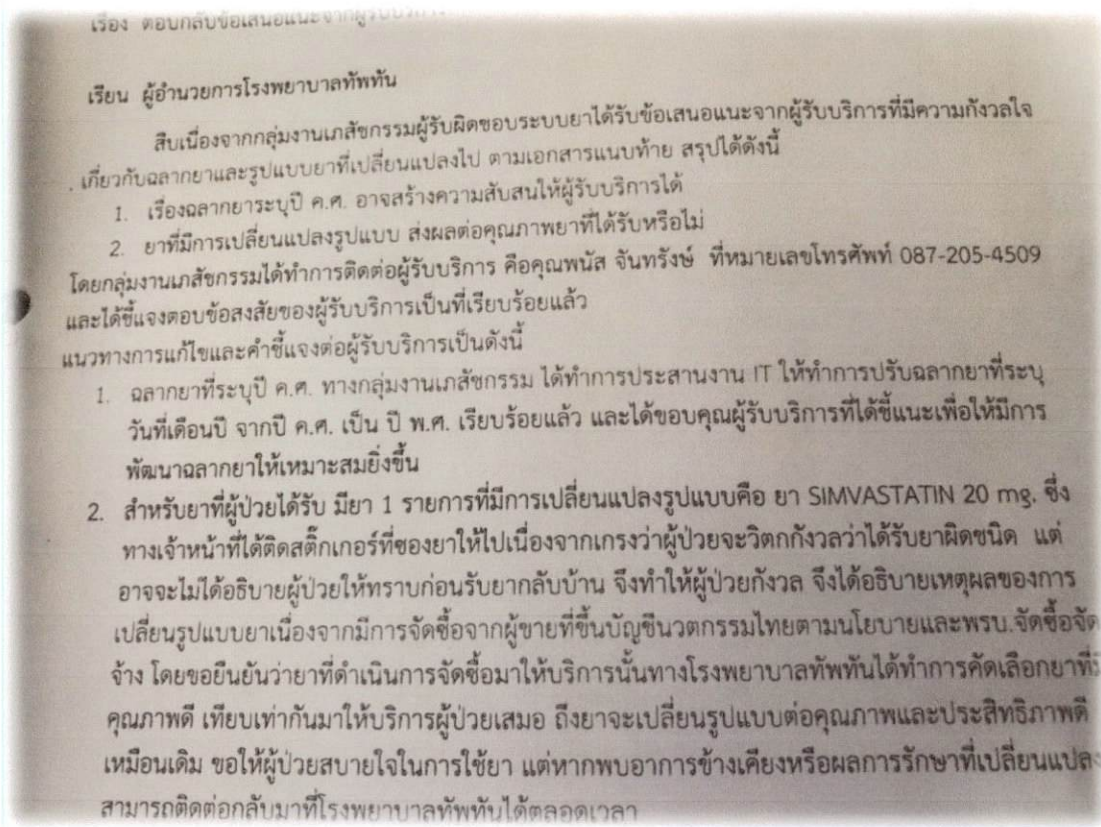 เรื่อง ตอบกลับข้อเสนอแนะจากผู้รับบริการ
เรียน ผู้อำนวยการโรงพยาบาลทัพทัน
สืบเนื่องจากกลุ่มงานเภสัชกรรมผู้รับผิดชอบระบบยาได้รับข้อเสนอแนะจากผู้รับบริการที่มีความกังวลใจ
เกี่ยวกับฉลากยาและรูปแบบยาที่เปลี่ยนแปลงไป ตามเอกสารแนบท้าย สรุปได้ดังนี้
1. เรื่องฉลากยาระบุปี ค.ศ. อาจสร้างความสับสนให้ผู้รับบริการได้
2. ยาที่มีการเปลี่ยนแปลงรูปแบบ ส่งผลต่อคุณภาพยาที่ได้รับหรือไม่
โดยกลุ่มงานเภสัชกรรมได้ทำการติดต่อผู้รับบริการ คือคุณพนัส จันทรังษ์ ที่หมายเลขโทรศัพท์ 087-205-4509
และได้ชี้แจงตอบข้อสงสัยของผู้รับบริการเป็นที่เรียบร้อยแล้ว
แนวทางการแก้ไขและคำชี้แจงต่อผู้รับบริการเป็นดังนี้
1. ฉลากยาที่ระบุปี ค.ศ. ทางกลุ่มงานเภสัชกรรม ได้ทำการประสานงาน IT ให้ทำการปรับฉลากยาที่ระบุ
วันที่เดือนปี จากปี ค.ศ. เป็น ปี พ.ศ. เรียบร้อยแล้ว และได้ขอบคุณผู้รับบริการที่ได้ชี้แนะเพื่อให้มีการ
พัฒนาฉลากยาให้เหมาะสมยิ่งขึ้น
2. สำหรับยาที่ผู้ป่วยได้รับ มียา 1 รายการที่มีการเปลี่ยนแปลงรูปแบบคือ ยา SIMVASTATIN 20 mg. ซึ่ง
ทางเจ้าหน้าที่ได้ติดสติ๊กเกอร์ที่ซองยาให้ไปเนื่องจากเกรงว่าผู้ป่วยจะวิตกกังวลว่าได้รับยาผิดชนิด แต่
อาจจะไม่ได้อธิบายผู้ป่วยให้ทราบก่อนรับยากลับบ้าน จึงทำให้ผู้ป่วยกังวล จึงได้อธิบายเหตุผลของการ
เปลี่ยนรูปแบบยาเนื่องจากมีการจัดซื้อจากผู้ขายที่ขึ้นบัญชีนวตกรรมไทยตามนโยบายและพรบ.จัดซื้อจัด
จ้าง โดยขอยืนยันว่ายาที่ดำเนินการจัดซื้อมาให้บริการนั้นทางโรงพยาบาลทัพทันได้ทำการคัดเลือกยาที่มี
คุณภาพดี เทียบเท่ากันมาให้บริการผู้ป่วยเสมอ ถึงยาจะเปลี่ยนรูปแบบต่อคุณภาพและประสิทธิภาพดี
เหมือนเดิม ขอให้ผู้ป่วยสบายใจในการใช้ยา แต่หากพบอาการข้างเคียงหรือผลการรักษาที่เปลี่ยนแปลง
สามารถติดต่อกลับมาที่โรงพยาบาลทัพทันได้ตลอดเวลา